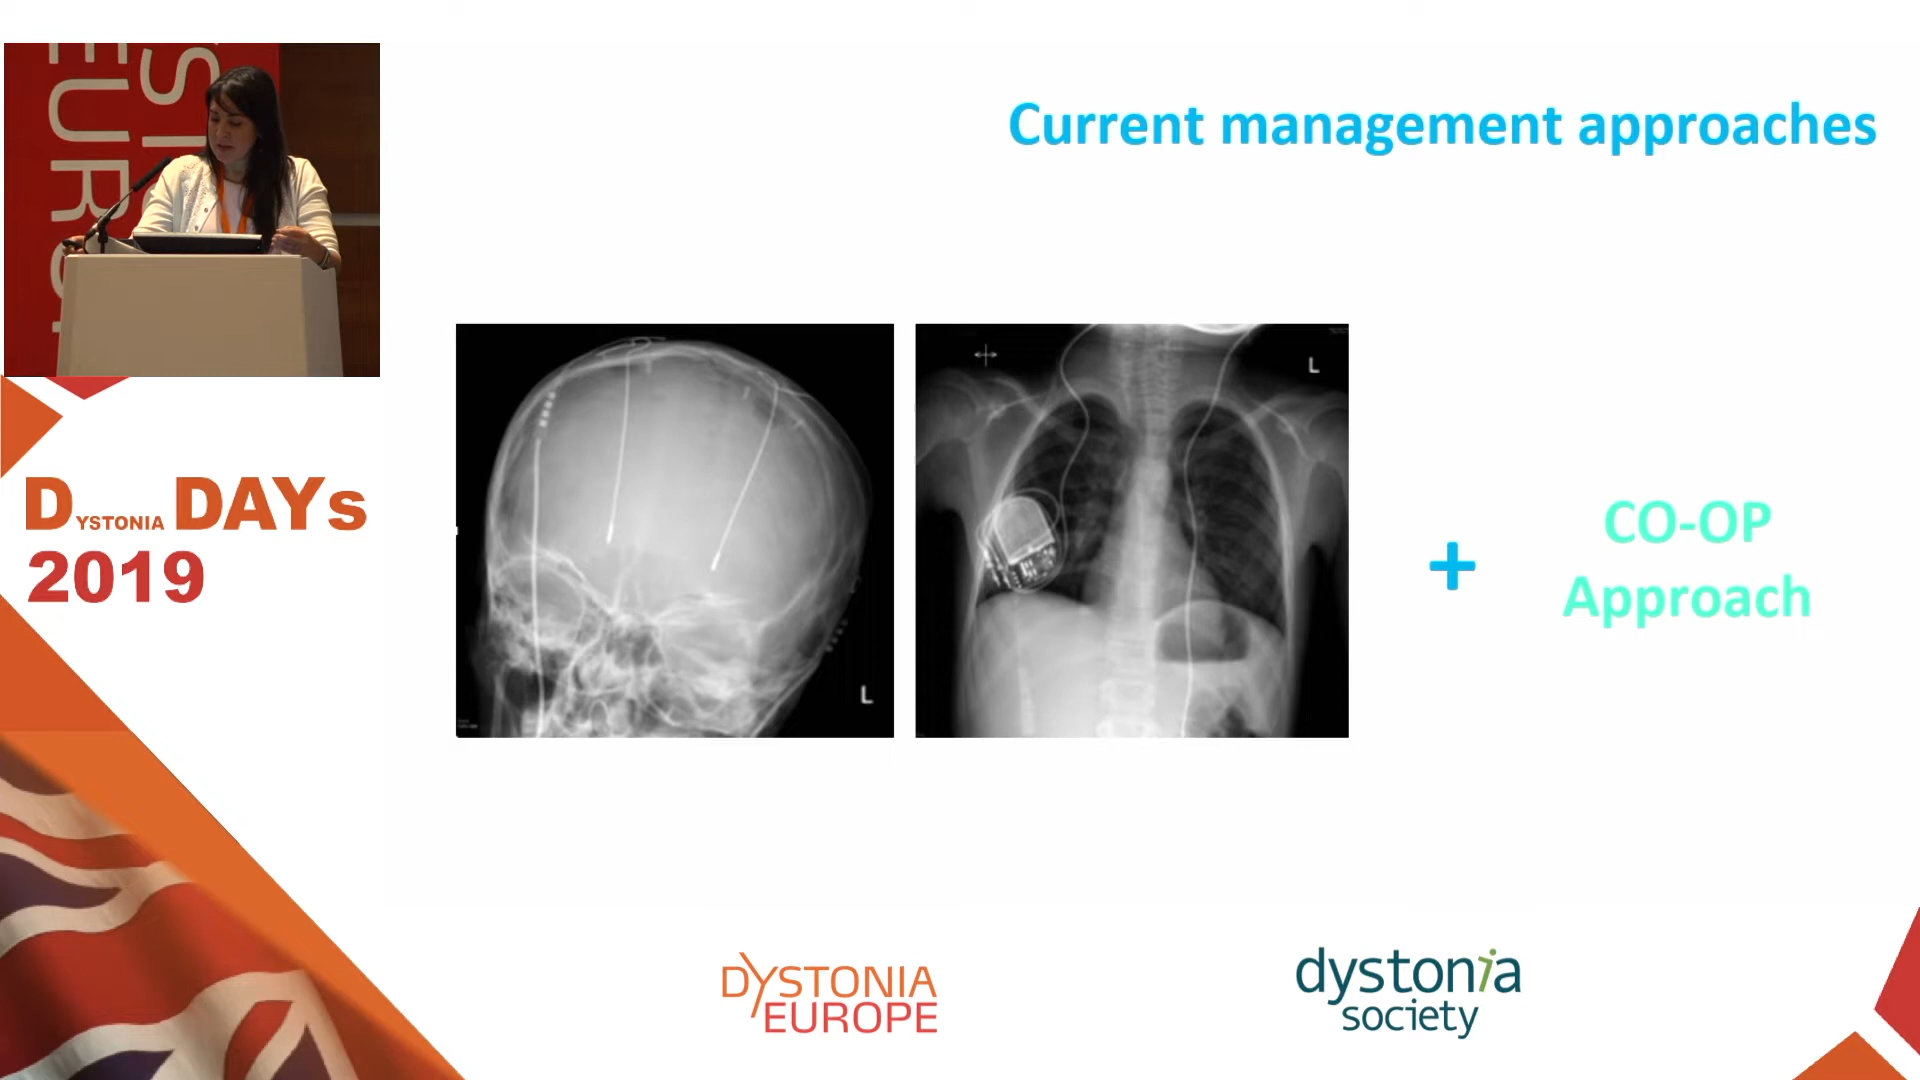 Current management approaches
L
L
+
CO-OP
Approach
DYSTONIA DAYs
2019
DYSTONIA
EUROPE
dystonia
society